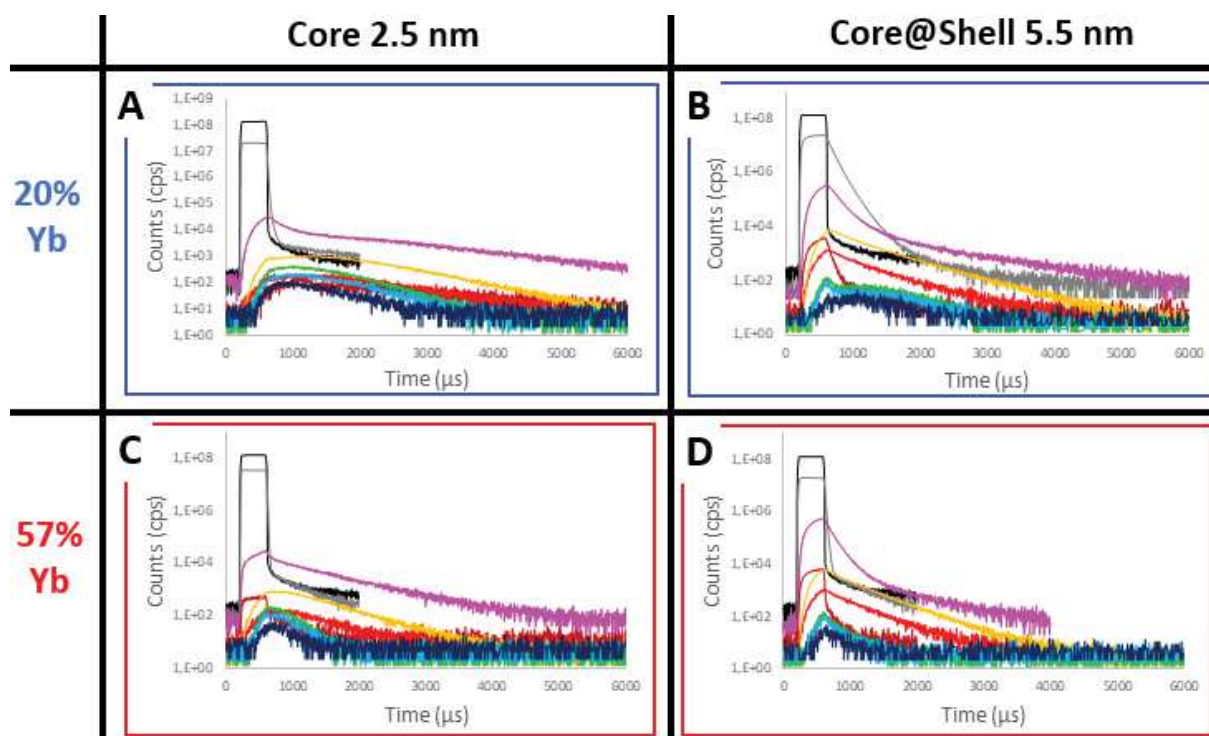 Core 2.5 nm
Core@Shell 5.5 nm
20%
Yb
A
1,E+09
1,E+08
1,E+07
1,E+06
1,E+05
1,E+04
1,E+03
1,E+02
1,E+01
1,E+00
Counts (cps)
0 1000 2000 3000 4000 5000 6000
Time (µs)
B
1,E+08
1,E+06
1,E+04
1,E+02
1,E+00
Counts (cps)
0 1000 2000 3000 4000 5000 6000
Time (µs)
57%
Yb
C
1,E+08
1,E+06
1,E+04
1,E+02
1,E+00
Counts (cps)
0 1000 2000 3000 4000 5000 6000
Time (µs)
D
1,E+08
1,E+06
1,E+04
1,E+02
1,E+00
Counts (cps)
0 1000 2000 3000 4000 5000 6000
Time (µs)